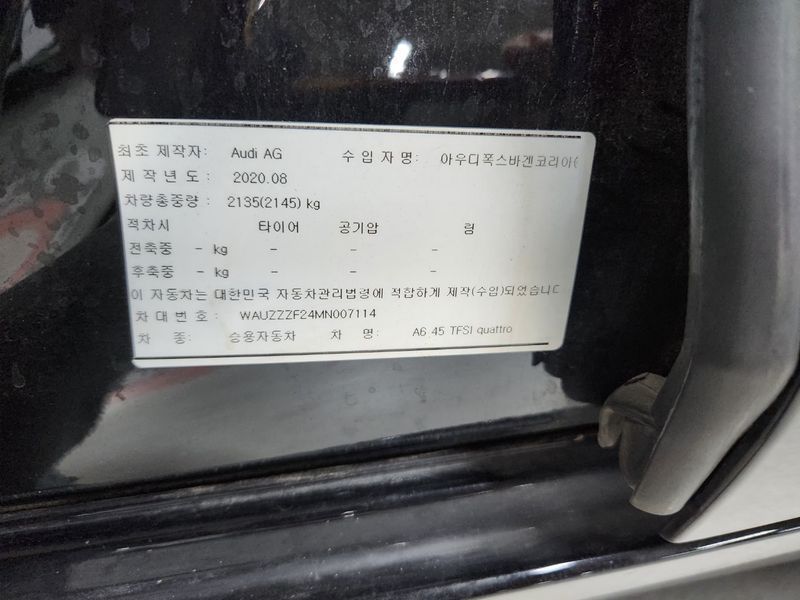 최초 제작자: Audi AG 수 입 자 명: 아우디폭스바겐코리아(
제 작 년 도 : 2020.08
차량총중량 : 2135(2145) kg
적차시 타이어 공기압 림
전축중 - kg - - -
후축중 - kg - - -
이 자동차는 대한민국 자동차관리법령에 적합하게 제작(수입)되었습니다
차 대 번 호 : WAUZZZF24MN007114
차 종: 승용자동차 차 명: A6 45 TFSI quattro